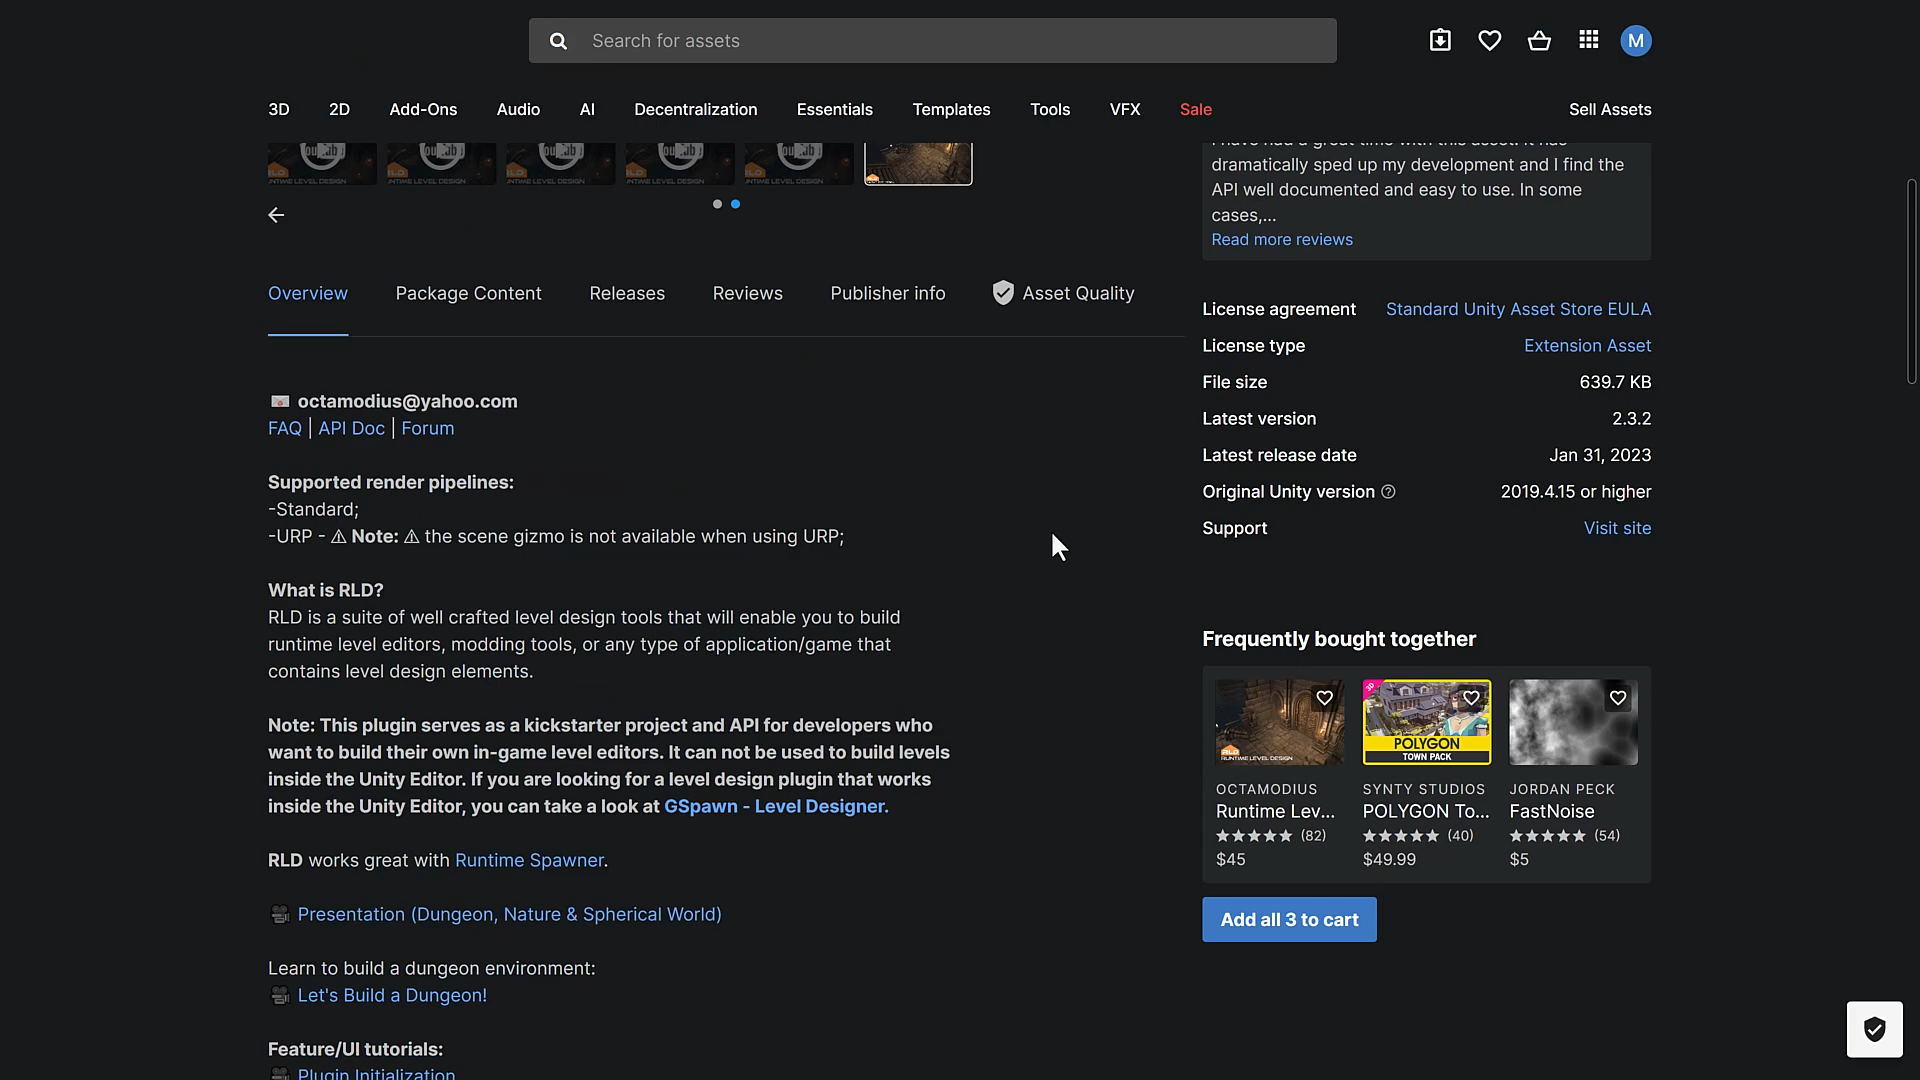 Search for assets
M
3D 2D Add-Ons Audio AI Decentralization Essentials Templates Tools VFX Sale Sell Assets
dramatically sped up my development and I find the
API well documented and easy to use. In some
cases,...
Read more reviews
Overview Package Content Releases Reviews Publisher info Asset Quality
octamodius@yahoo.com
FAQ | API Doc | Forum
Supported render pipelines:
-Standard;
-URP - ⚠ Note: ⚠ the scene gizmo is not available when using URP;
What is RLD?
RLD is a suite of well crafted level design tools that will enable you to build
runtime level editors, modding tools, or any type of application/game that
contains level design elements.
Note: This plugin serves as a kickstarter project and API for developers who
want to build their own in-game level editors. It can not be used to build levels
inside the Unity Editor. If you are looking for a level design plugin that works
inside the Unity Editor, you can take a look at GSpawn - Level Designer.
RLD works great with Runtime Spawner.
Presentation (Dungeon, Nature & Spherical World)
Learn to build a dungeon environment:
Let's Build a Dungeon!
Feature/UI tutorials:
Plugin Initialization
License agreement Standard Unity Asset Store EULA
License type Extension Asset
File size 639.7 KB
Latest version 2.3.2
Latest release date Jan 31, 2023
Original Unity version 2019.4.15 or higher
Support Visit site
Frequently bought together
RUNTIME LEVEL DESIGN
POLYGON
TOWN PACK
OCTAMODIUS SYNTY STUDIOS JORDAN PECK
Runtime Lev... POLYGON To... FastNoise
★★★★★ (82) ★★★★★ (40) ★★★★★ (54)
$45 $49.99 $5
Add all 3 to cart